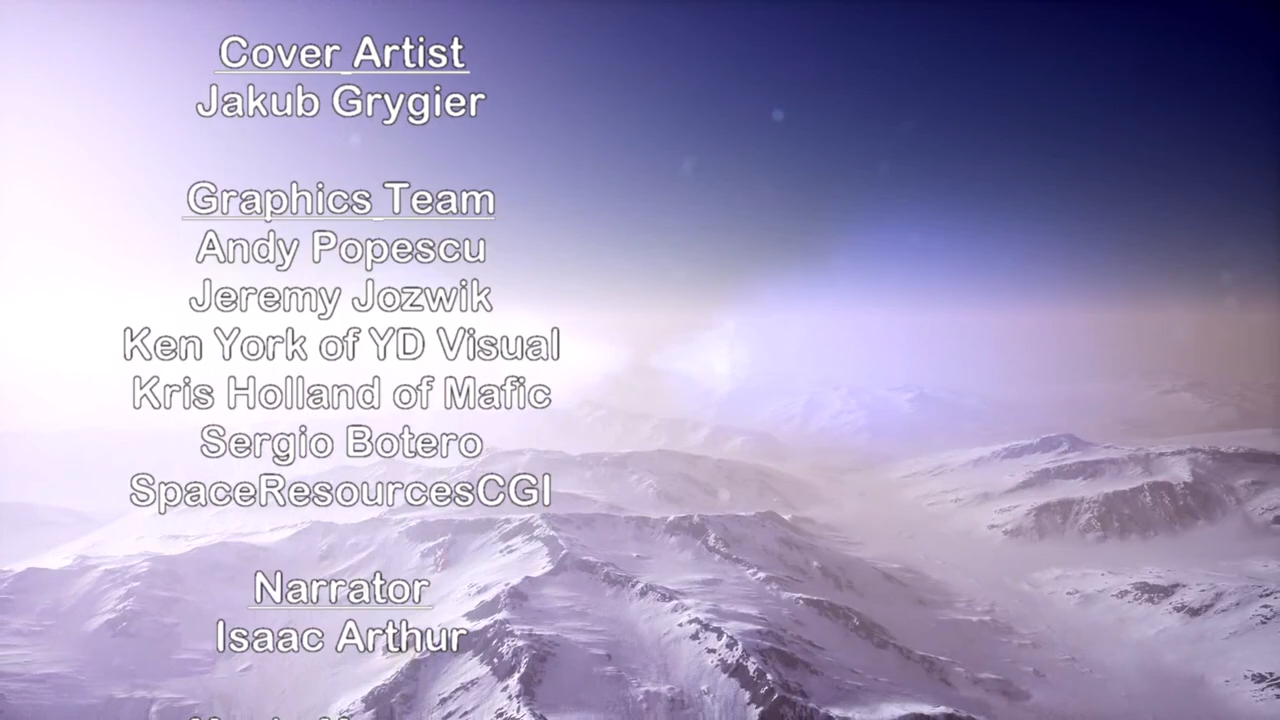 Cover Artist
Jakub Grygier
Graphics Team
Andy Popescu
Jeremy Jozwik
Ken York of YD Visual
Kris Holland of Mafic
Sergio Botero
SpaceResourcesCGI
Narrator
Isaac Arthur